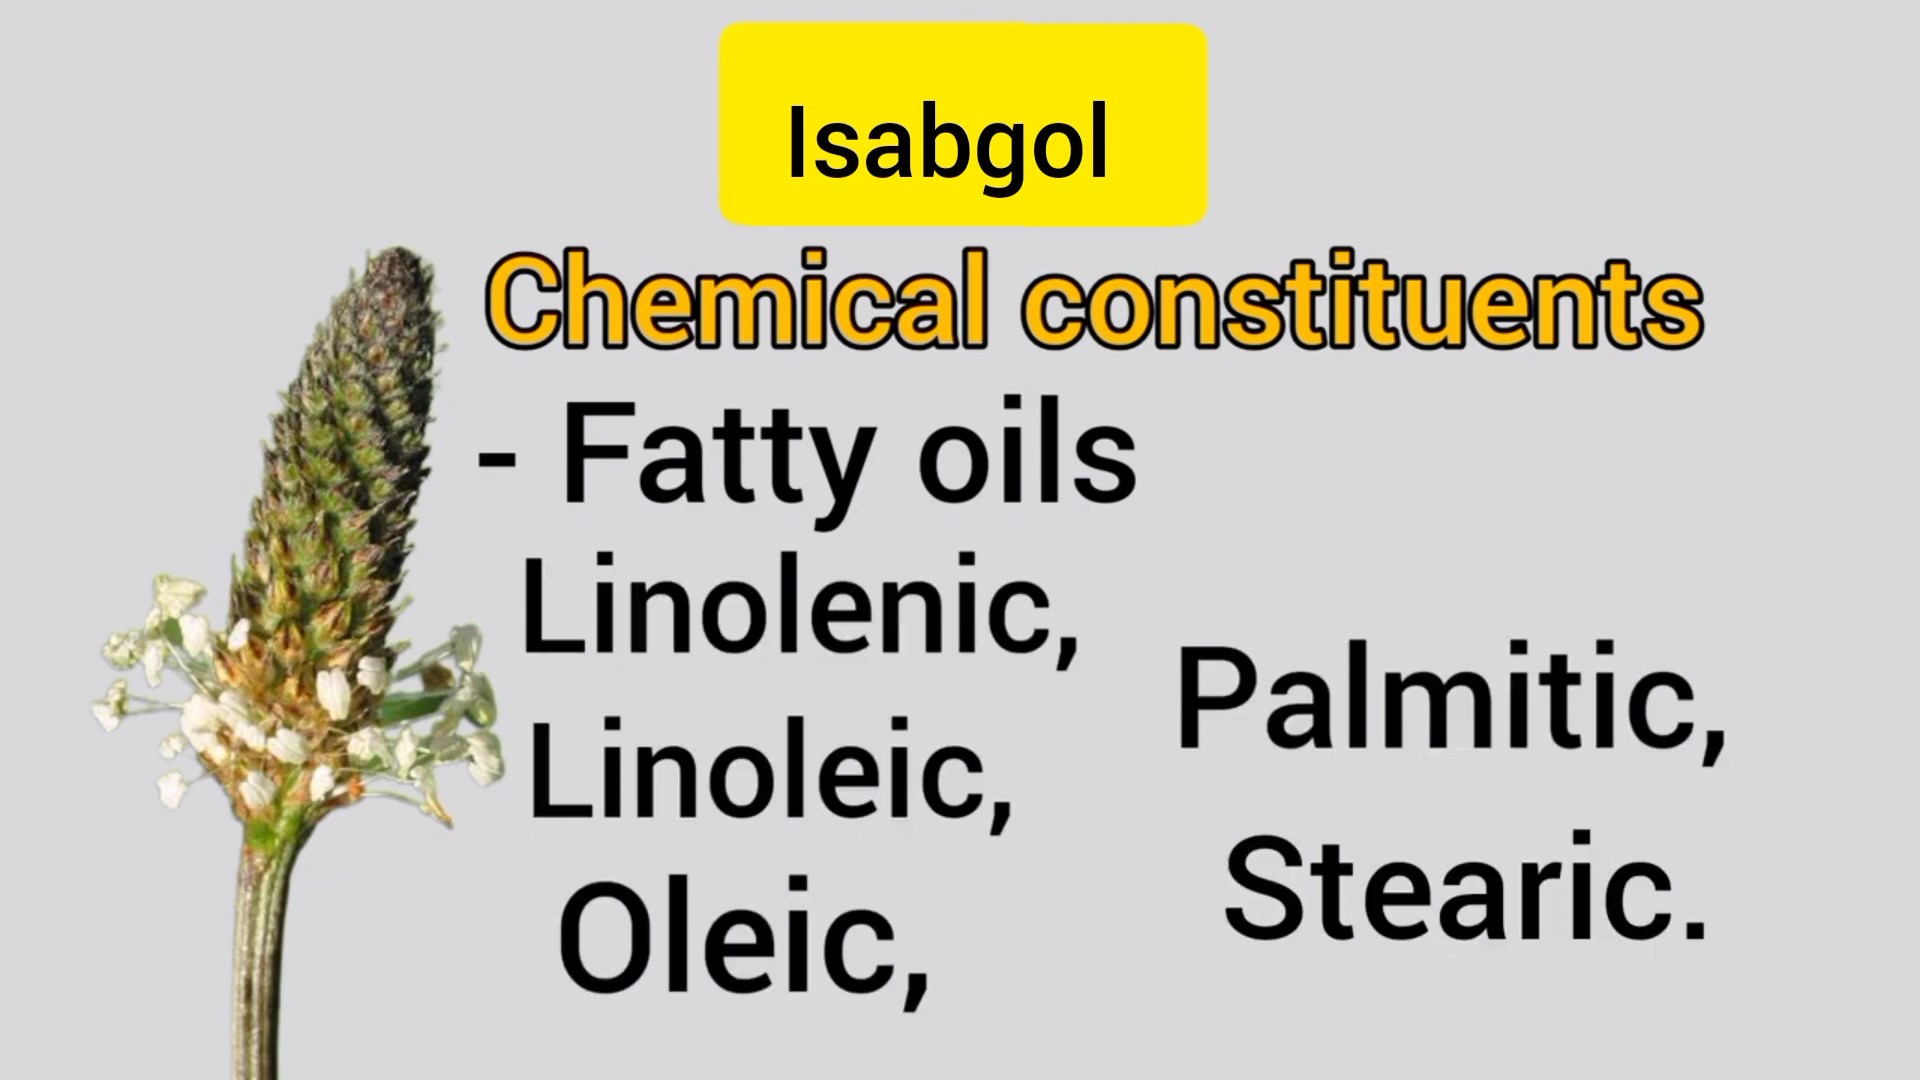 Isabgol
Chemical constituents
- Fatty oils
Linolenic,
Linoleic,
Oleic,
Palmitic,
Stearic.